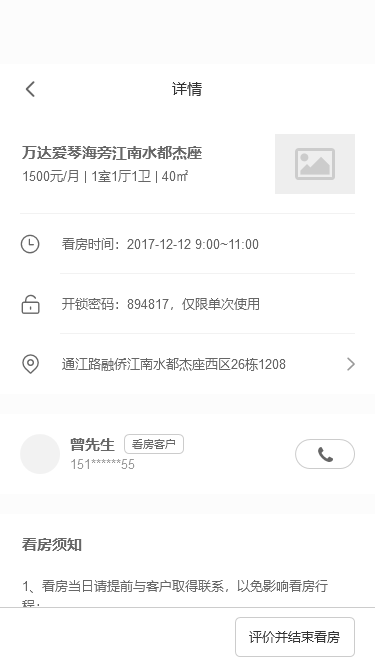 详情
万达爱琴海旁江南水都杰座
1500元/月 | 1室1厅1卫 | 40㎡
看房时间：2017-12-12 9:00~11:00
开锁密码：894817，仅限单次使用
通江路融侨江南水都杰座西区26栋1208
曾先生 看房客户
151******55
看房须知
1、看房当日请提前与客户取得联系，以免影响看房行
程；
评价并结束看房